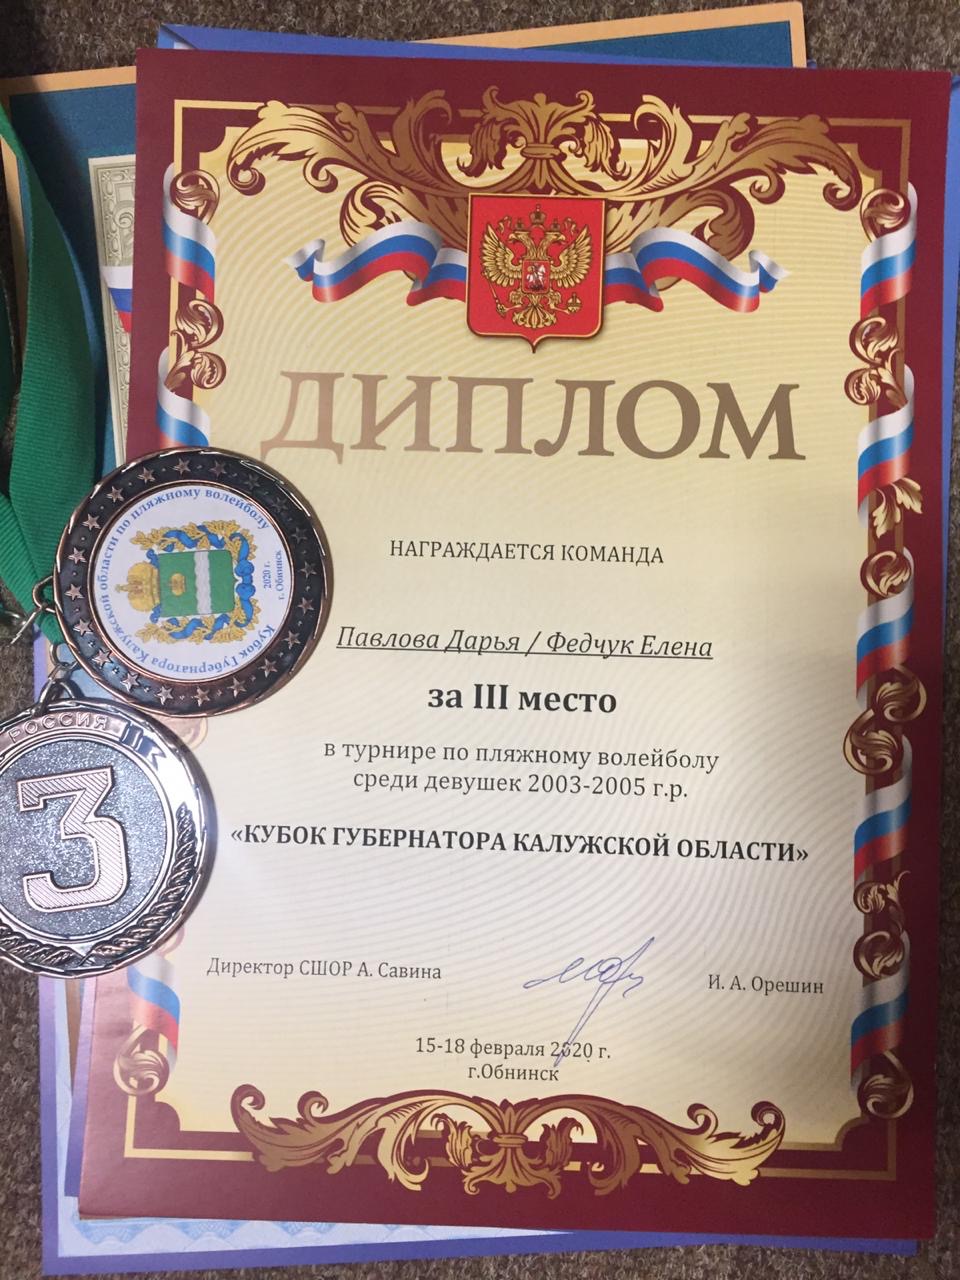 ДИПЛОМ
НАГРАЖДАЕТСЯ КОМАНДА
Павлова Дарья / Федчук Елена
за III место
в турнире по пляжному волейболу
среди девушек 2003-2005 г.р.
«КУБОК ГУБЕРНАТОРА КАЛУЖСКОЙ ОБЛАСТИ»
Директор СШОР А. Савина
И. А. Орешин
15-18 февраля 2020 г.
г.Обнинск
Кубок Губернатора Калужской области по пляжному волейболу
2020 г.
г. Обнинск
РОССИЯ
3